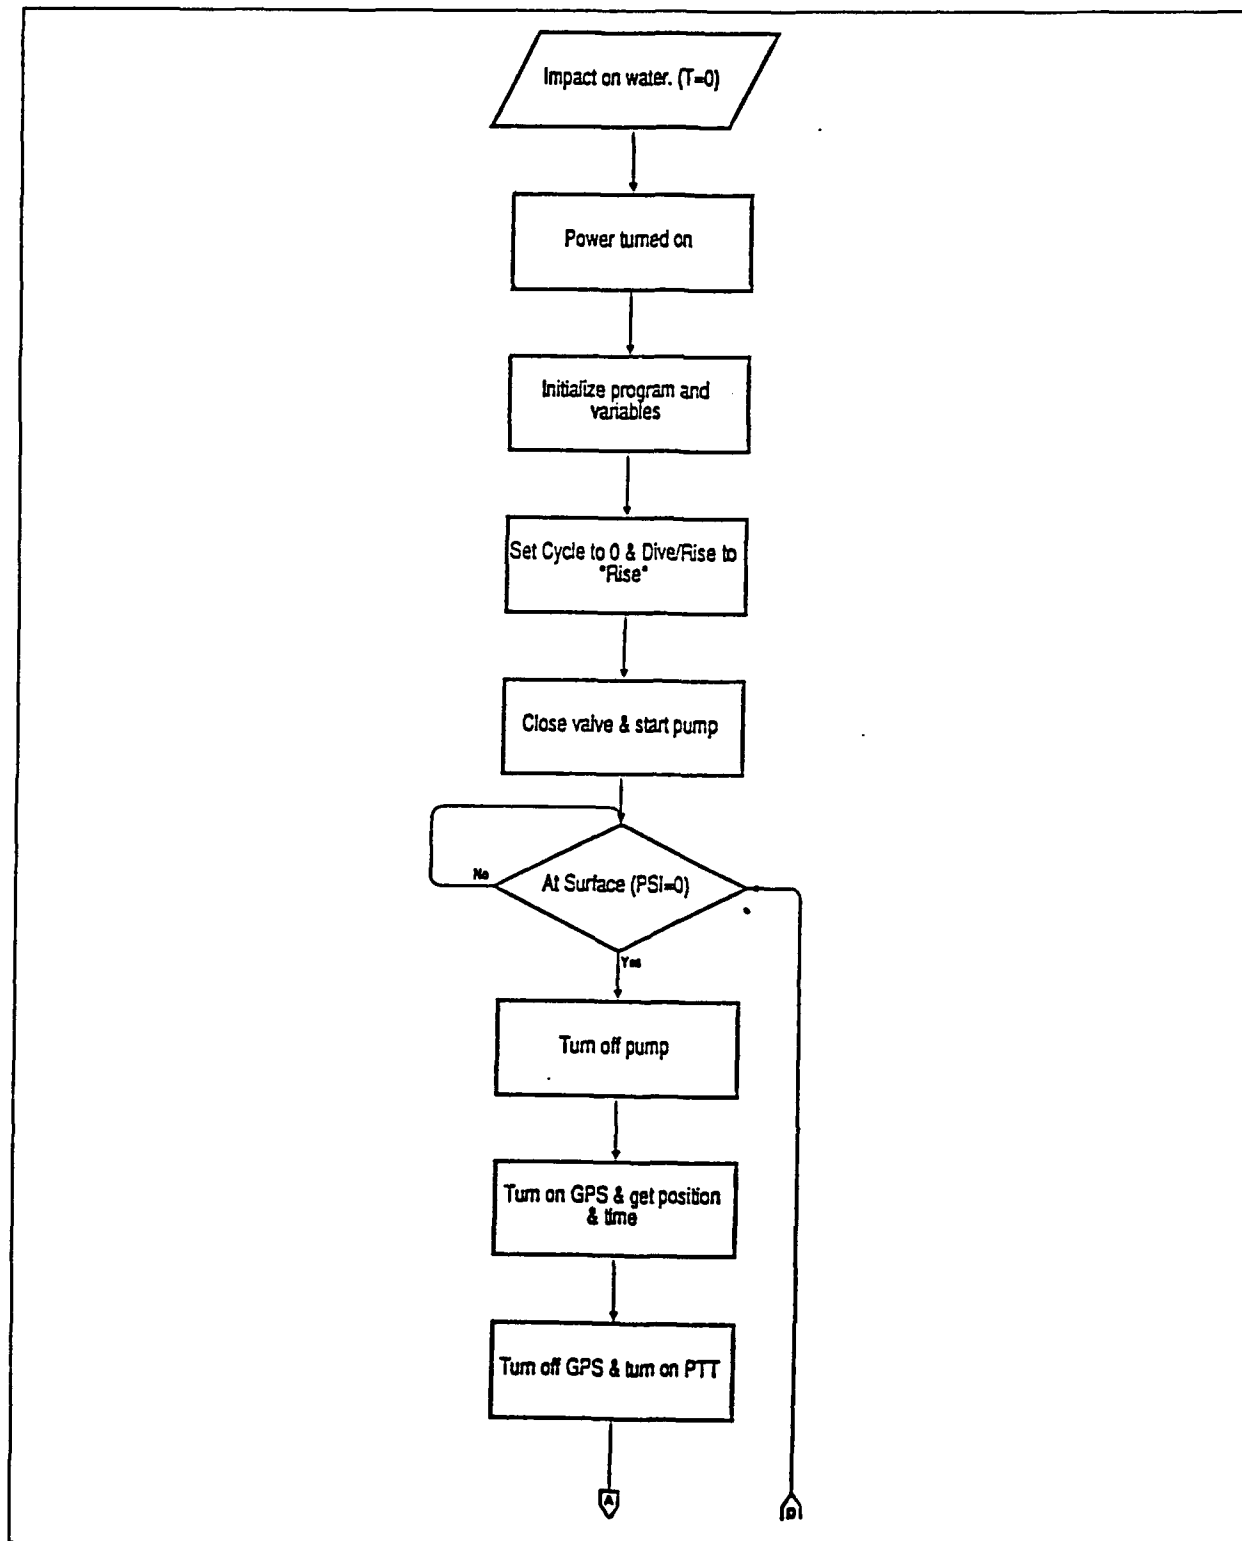 Impact on water. (T=0)
Power turned on
Initialize program and
variables
Set Cycle to 0 & Dive/Rise to
"Rise"
Close valve & start pump
No
At Surface (PSI=0)
Yes
Turn off pump
Turn on GPS & get position
& time
Turn off GPS & turn on PTT
A